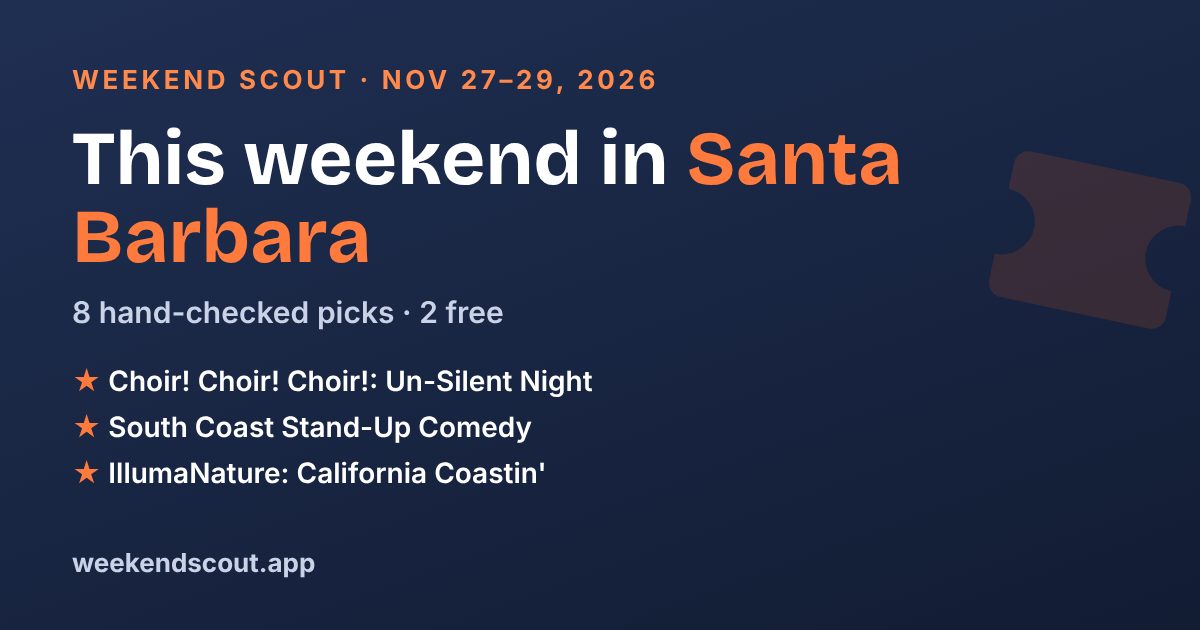 WEEKEND SCOUT · NOV 27–29, 2026
This weekend in Santa
Barbara
8 hand-checked picks · 2 free
★ Choir! Choir! Choir!: Un-Silent Night
★ South Coast Stand-Up Comedy
★ IllumaNature: California Coastin'
weekendscout.app